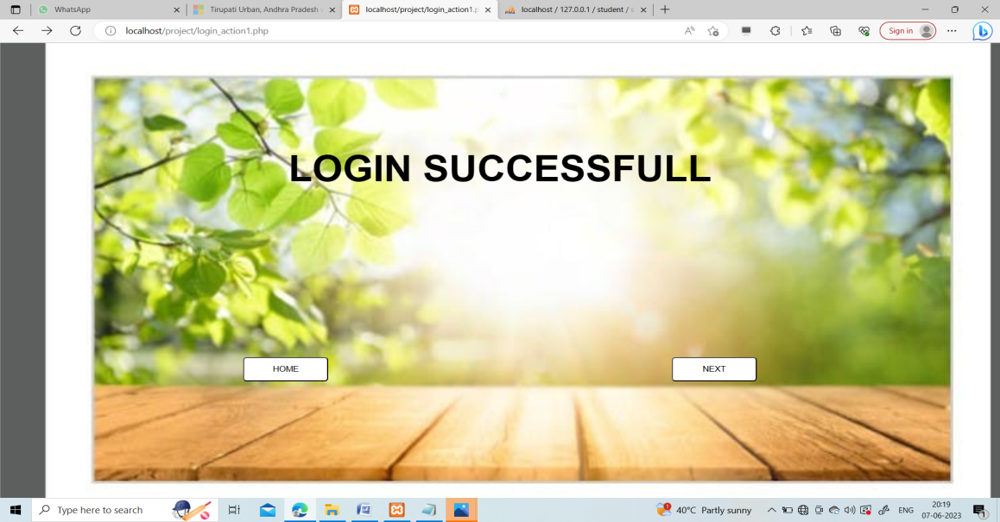 WhatsApp
Tirupati Urban, Andhra Pradesh
localhost/project/login_action1.p
localhost / 127.0.0.1 / student /
localhost/project/login_action1.php
Sign in
LOGIN SUCCESSFULL
HOME
NEXT
Type here to search
40°C Partly sunny
ENG
20:19
07-06-2023